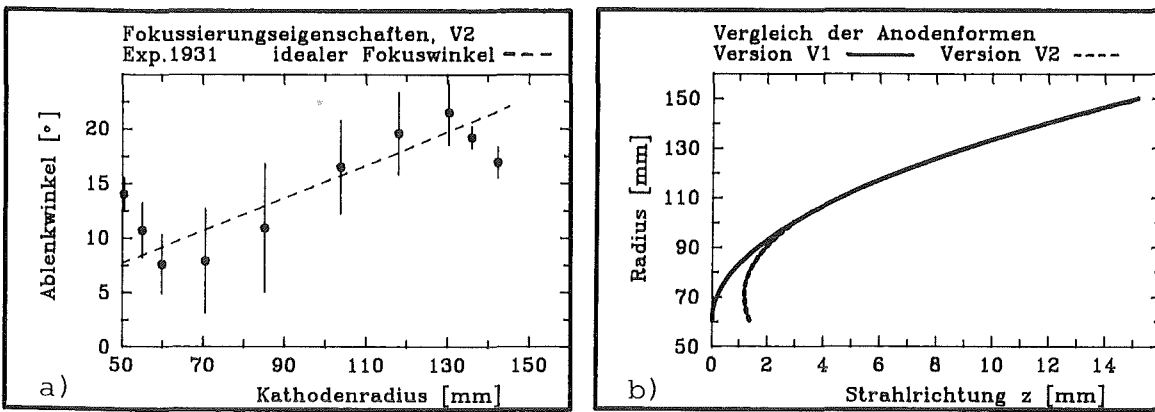 Fokussierungseigenschaften, V2
Exp.1931 idealer Fokuswinkel
Ablenkwinkel [°]
20
15
10
5
0
50 70 90 110 130 150
Kathodenradius [mm]
a)
Vergleich der Anodenformen
Version V1 Version V2
Radius [mm]
150
130
110
90
70
50
0 2 4 6 8 10 12 14
Strahlrichtung z [mm]
b)